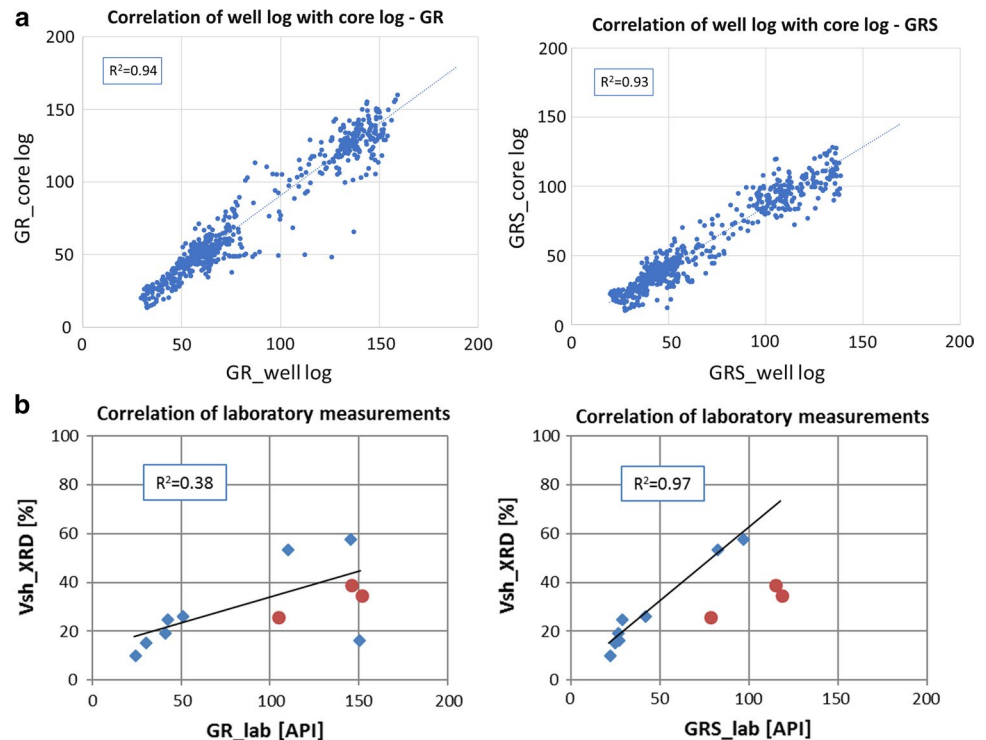 a
Correlation of well log with core log - GR
200
150
100
50
0
R²=0.94
GR_core log
0 50 100 150 200
GR_well log
Correlation of well log with core log - GRS
200
150
100
50
0
R²=0.93
GRS_core log
0 50 100 150 200
GRS_well log
b
Correlation of laboratory measurements
100
80
60
40
20
0
R²=0.38
Vsh_XRD [%]
0 50 100 150 200
GR_lab [API]
Correlation of laboratory measurements
100
80
60
40
20
0
R²=0.97
Vsh_XRD [%]
0 50 100 150 200
GRS_lab [API]